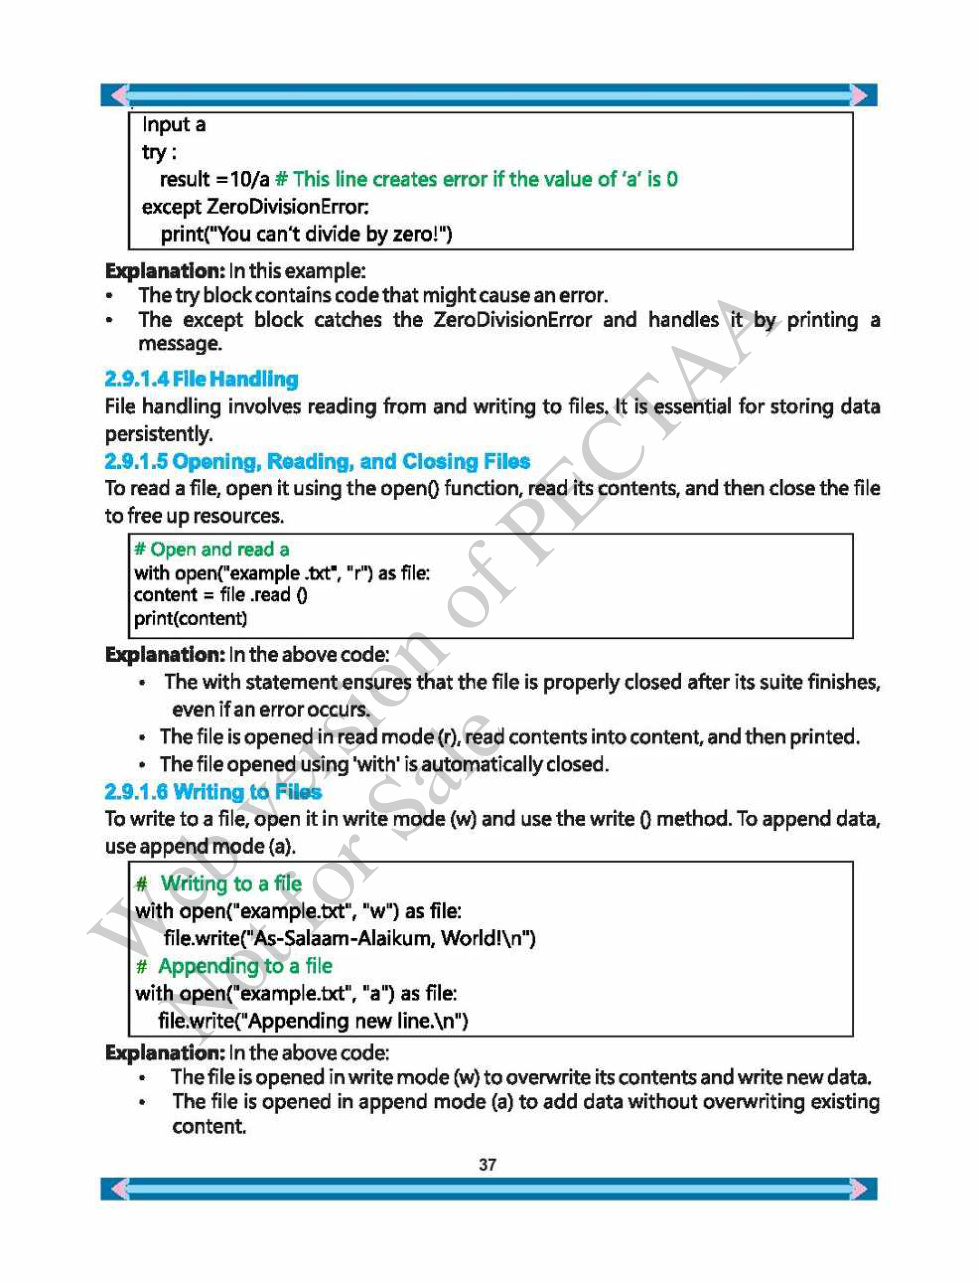 Input a
try :
result =10/a # This line creates error if the value of 'a' is 0
except ZeroDivisionError:
print("You can't divide by zero!")
Explanation: In this example:
• The try block contains code that might cause an error.
• The except block catches the ZeroDivisionError and handles it by printing a
message.
2.9.1.4 File Handling
File handling involves reading from and writing to files. It is essential for storing data
persistently.
2.9.1.5 Opening, Reading, and Closing Files
To read a file, open it using the open() function, read its contents, and then close the file
to free up resources.
# Open and read a
with open("example .txt", "r") as file:
content = file .read ()
print(content)
Explanation: In the above code:
• The with statement ensures that the file is properly closed after its suite finishes,
even if an error occurs.
• The file is opened in read mode (r), read contents into content, and then printed.
• The file opened using 'with' is automatically closed.
2.9.1.6 Writing to Files
To write to a file, open it in write mode (w) and use the write () method. To append data,
use append mode (a).
# Writing to a file
with open("example.txt", "w") as file:
file.write("As-Salaam-Alaikum, World!\n")
# Appending to a file
with open("example.txt", "a") as file:
file.write("Appending new line.\n")
Explanation: In the above code:
• The file is opened in write mode (w) to overwrite its contents and write new data.
• The file is opened in append mode (a) to add data without overwriting existing
content.
37
Web version of PECTAA
Not for Sale